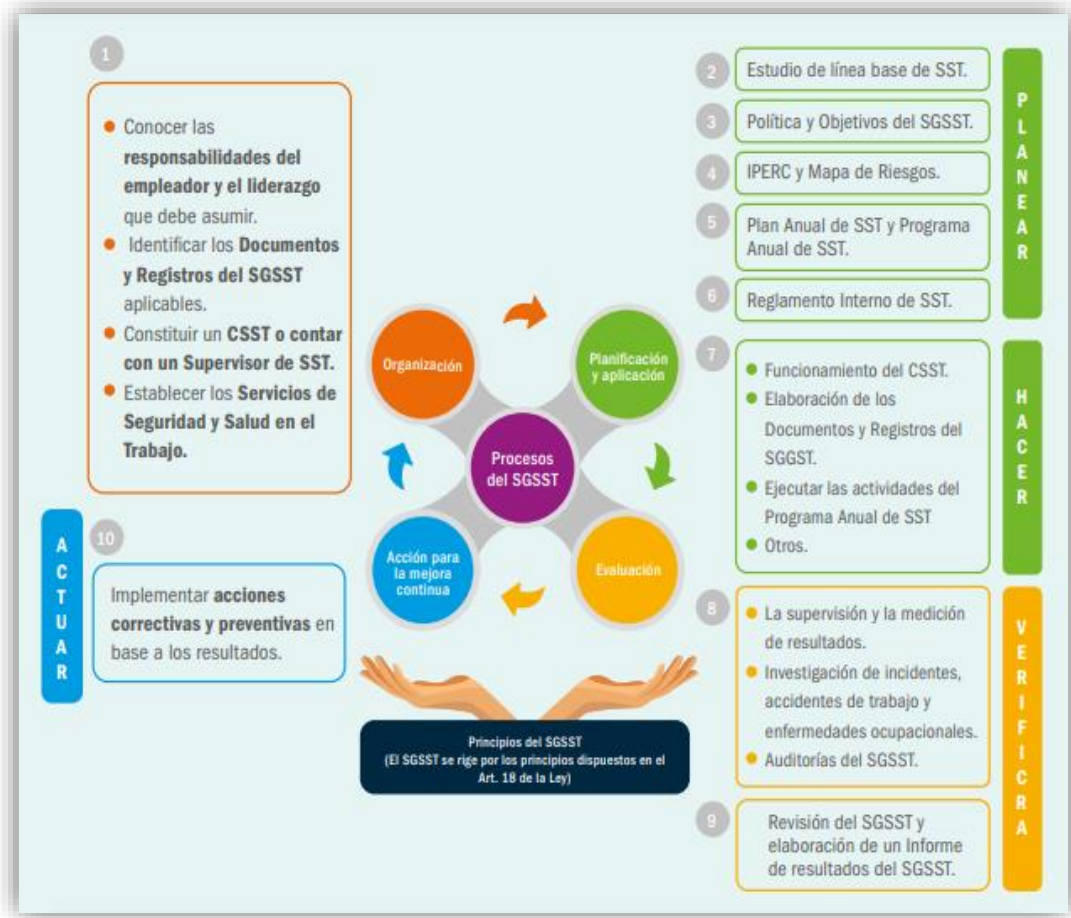 1
Conocer las
responsabilidades del
empleador y el liderazgo
que debe asumir.
Identificar los Documentos
y Registros del SGSST
aplicables.
Constituir un CSST o contar
con un Supervisor de SST.
Establecer los Servicios de
Seguridad y Salud en el
Trabajo.
2
Estudio de línea base de SST.
3
Política y Objetivos del SGSST.
4
IPERC y Mapa de Riesgos.
5
Plan Anual de SST y Programa
Anual de SST.
6
Reglamento Interno de SST.
PLANEAR
7
Funcionamiento del CSST.
Elaboración de los
Documentos y Registros del
SGGST.
Ejecutar las actividades del
Programa Anual de SST
Otros.
HACER
8
La supervisión y la medición
de resultados.
Investigación de incidentes,
accidentes de trabajo y
enfermedades ocupacionales.
Auditorías del SGSST.
9
Revisión del SGSST y
elaboración de un Informe
de resultados del SGSST.
VERIFICRA
10
Implementar acciones
correctivas y preventivas en
base a los resultados.
ACTUAR
Organización
Planificación
y aplicación
Procesos
del SGSST
Acción para
la mejora
continua
Evaluación
Principios del SGSST
(El SGSST se rige por los principios dispuestos en el
Art. 18 de la Ley)